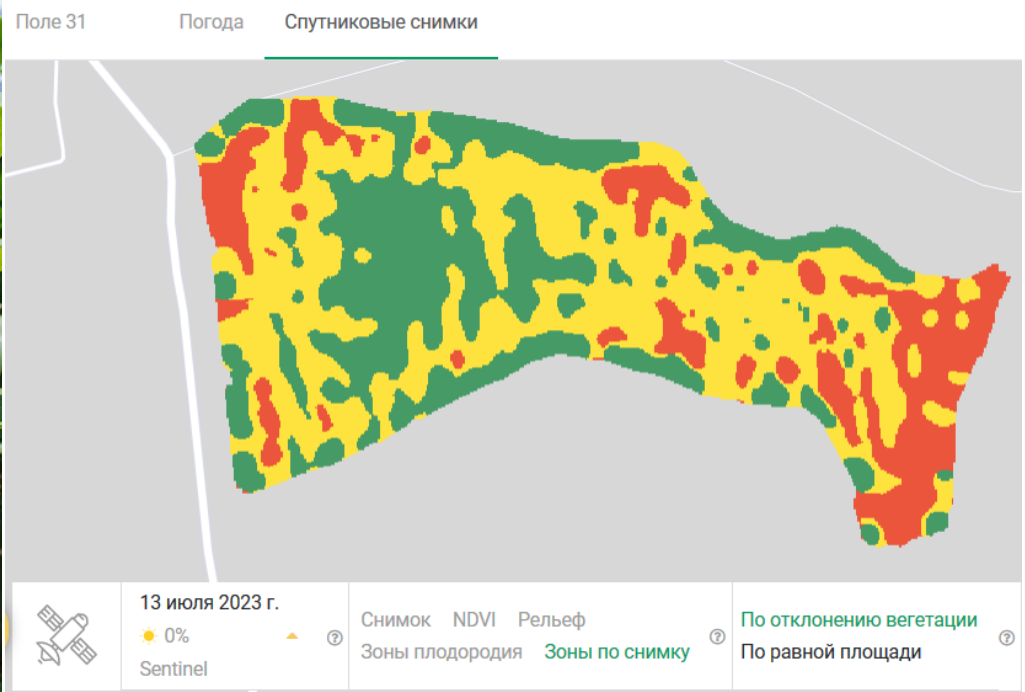 Поле 31 Погода Спутниковые снимки
13 июля 2023 г.
0%
Sentinel
Снимок NDVI Рельеф
Зоны плодородия Зоны по снимку
По отклонению вегетации
По равной площади